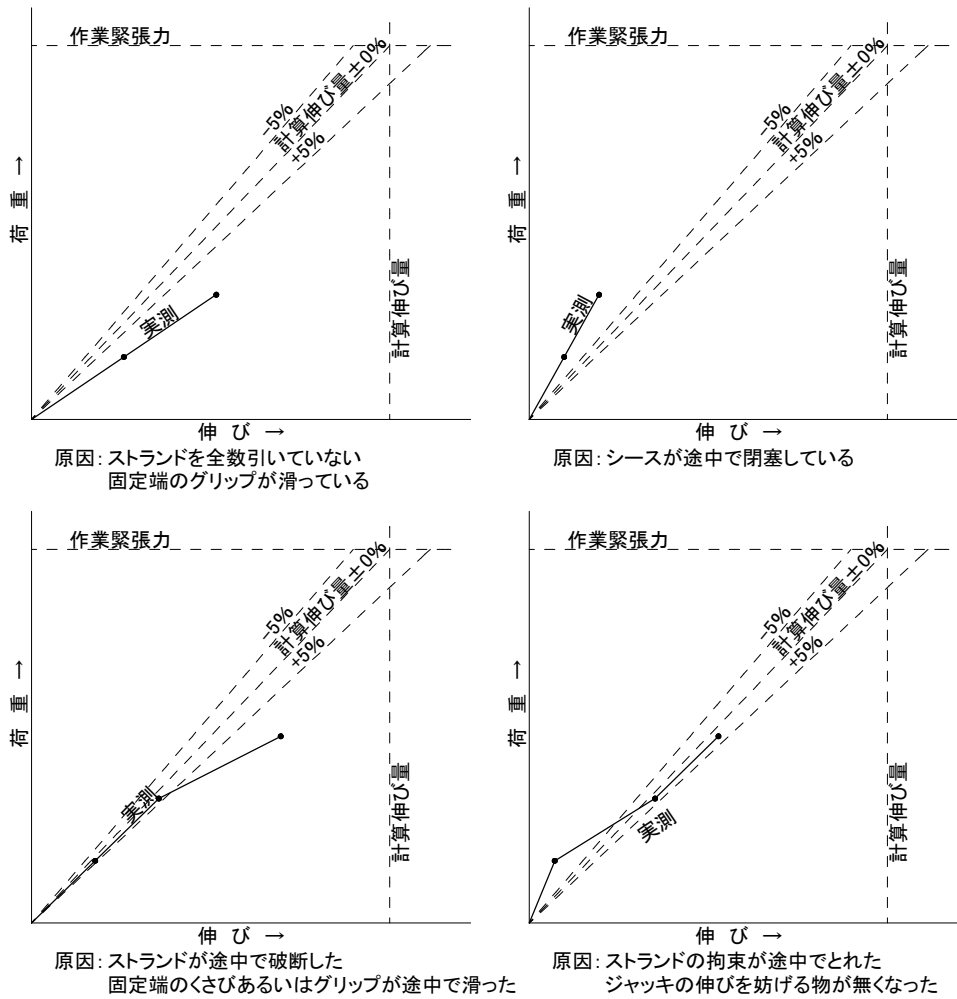 作業緊張力
-5%
計算伸び量±0%
+5%
荷 重 →
実測
計算伸び量
伸 び →
原因: ストランドを全数引いていない
固定端のグリップが滑っている
作業緊張力
-5%
計算伸び量±0%
+5%
荷 重 →
実測
計算伸び量
伸 び →
原因: シースが途中で閉塞している
作業緊張力
-5%
計算伸び量±0%
+5%
荷 重 →
実測
計算伸び量
伸 び →
原因: ストランドが途中で破断した
固定端のくさびあるいはグリップが途中で滑った
作業緊張力
-5%
計算伸び量±0%
+5%
荷 重 →
実測
計算伸び量
伸 び →
原因: ストランドの拘束が途中でとれた
ジャッキの伸びを妨げる物が無くなった